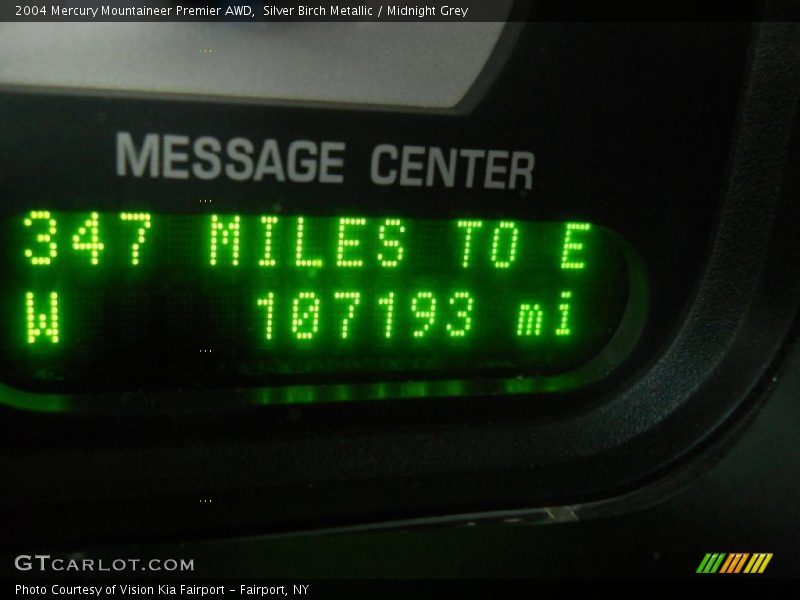 2004 Mercury Mountaineer Premier AWD,  Silver Birch Metallic / Midnight Grey
MESSAGE CENTER
347 MILES TO E
W 107193 mi
GTCARLOT.COM
Photo Courtesy of Vision Kia Fairport - Fairport, NY